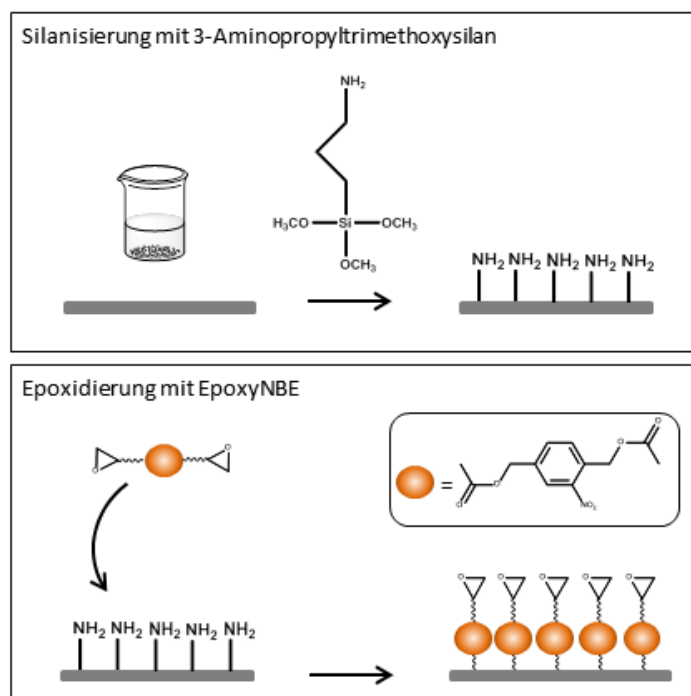 Silanisierung mit 3-Aminopropyltrimethoxysilan
NH₂
H₃CO Si OCH₃
OCH₃
NH₂ NH₂ NH₂ NH₂ NH₂
Epoxidierung mit EpoxyNBE
O O
=
O
O
O
O
NO₂
O O O O O
NH₂ NH₂ NH₂ NH₂ NH₂